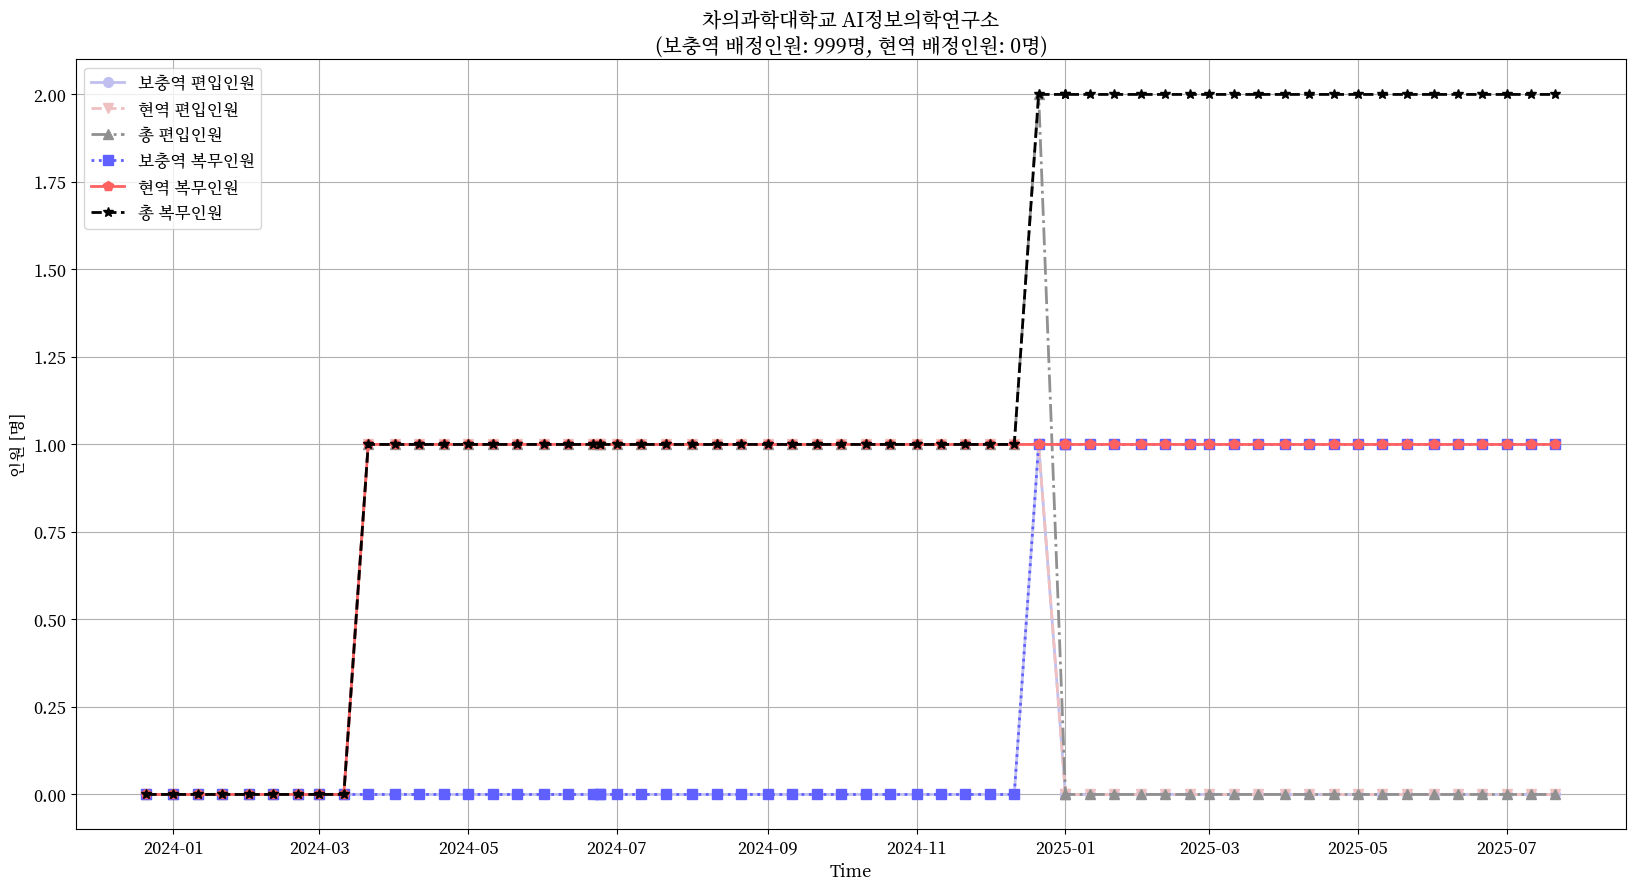 차의과학대학교 AI정보의학연구소
(보충역 배정인원: 999명, 현역 배정인원: 0명)
보충역 편입인원
현역 편입인원
총 편입인원
보충역 복무인원
현역 복무인원
총 복무인원
2.00
1.75
1.50
1.25
1.00
0.75
0.50
0.25
0.00
인원 [명]
2024-01 2024-03 2024-05 2024-07 2024-09 2024-11 2025-01 2025-03 2025-05 2025-07
Time